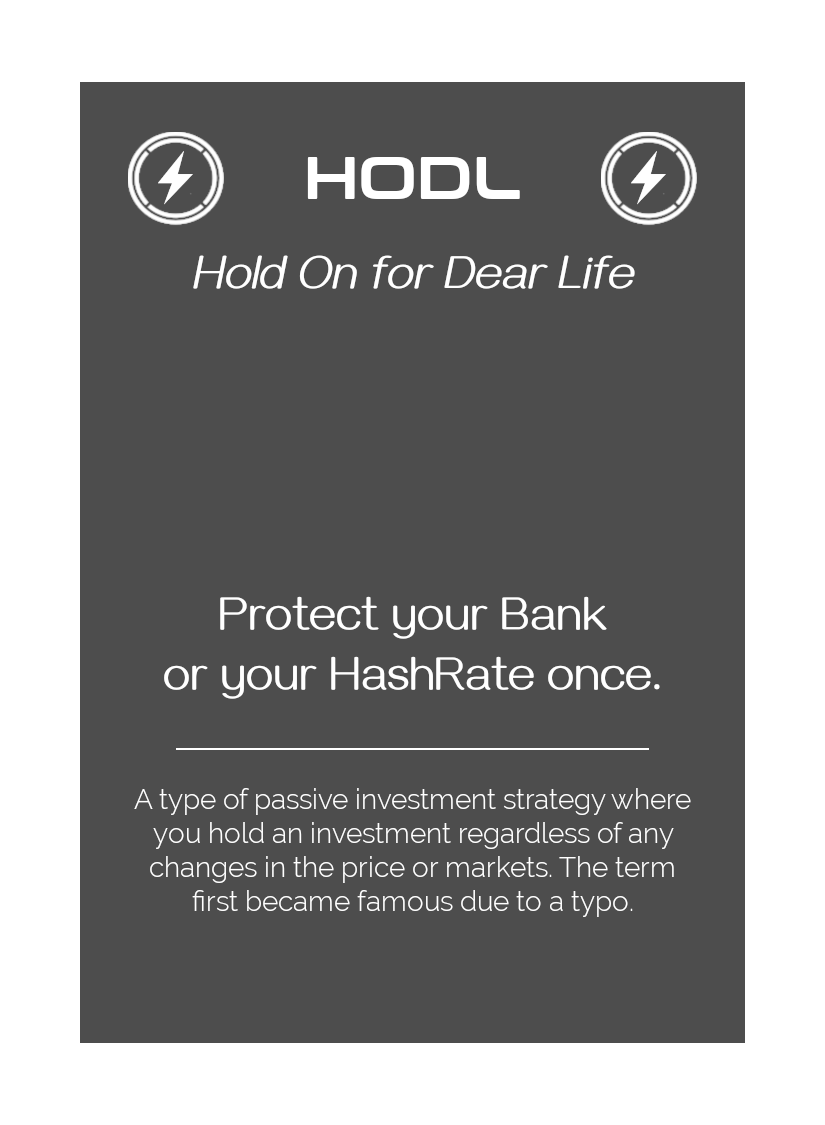 HODL
Hold On for Dear Life
Protect your Bank
or your HashRate once.
A type of passive investment strategy where
you hold an investment regardless of any
changes in the price or markets. The term
first became famous due to a typo.